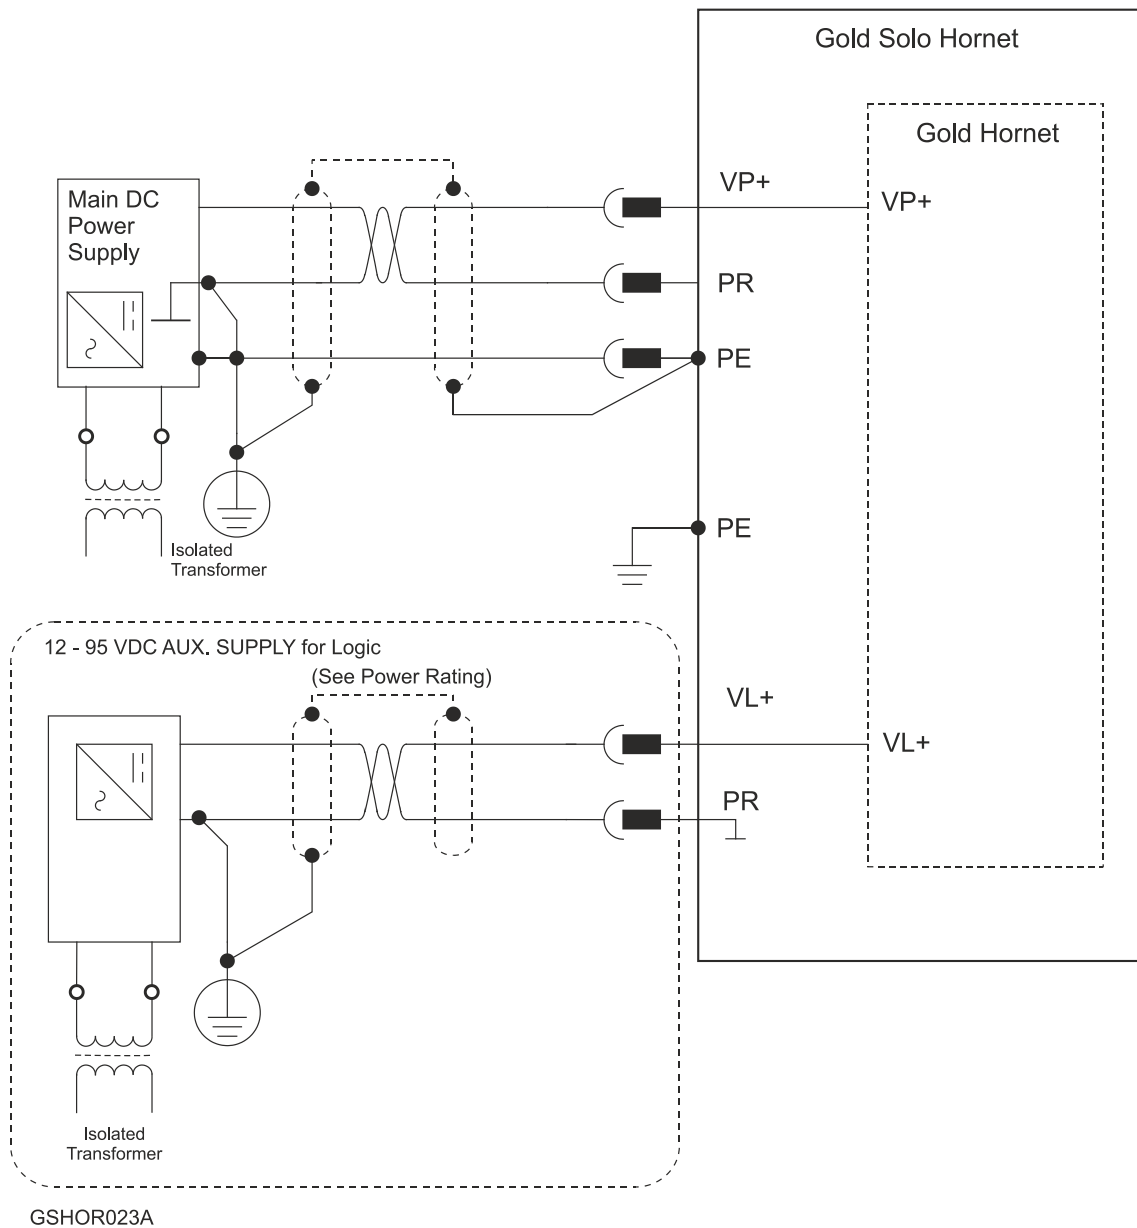 Gold Solo Hornet
Gold Hornet
Main DC
Power
Supply
VP+
VP+
PR
PE
Isolated
Transformer
PE
12 - 95 VDC AUX. SUPPLY for Logic
(See Power Rating)
VL+
VL+
PR
Isolated
Transformer
GSHOR023A